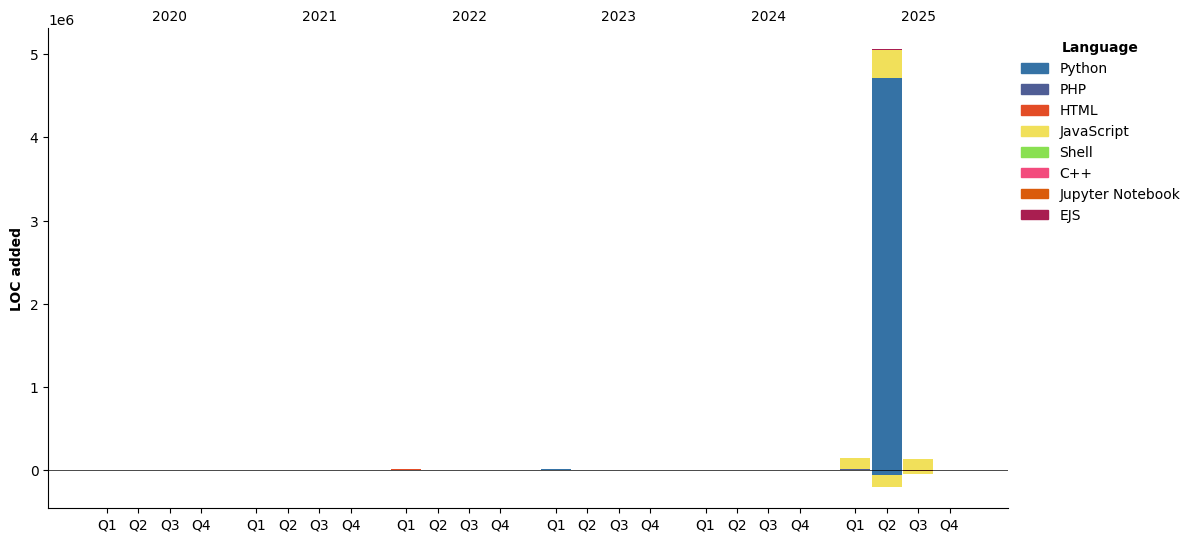 1e6
2020 2021 2022 2023 2024 2025
5
4
3
2
1
0
LOC added
Q1 Q2 Q3 Q4 Q1 Q2 Q3 Q4 Q1 Q2 Q3 Q4 Q1 Q2 Q3 Q4 Q1 Q2 Q3 Q4 Q1 Q2 Q3 Q4
Language
Python
PHP
HTML
JavaScript
Shell
C++
Jupyter Notebook
EJS